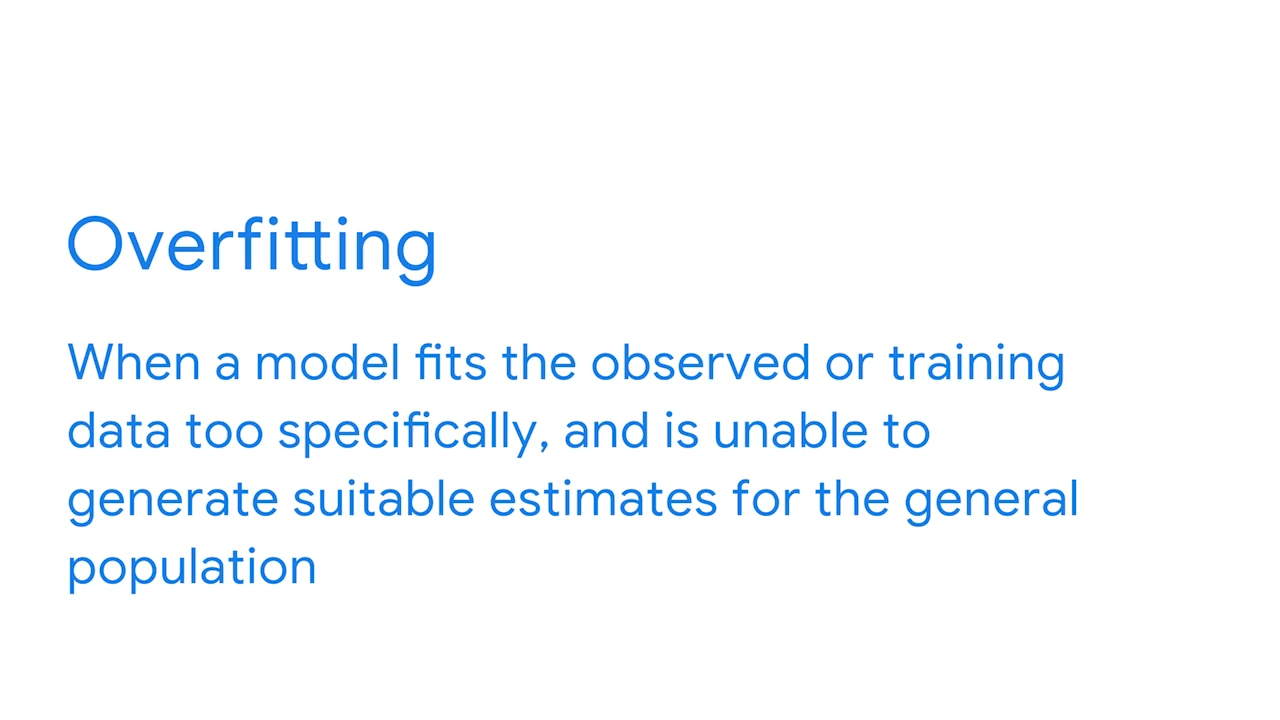 Overfitting
When a model fits the observed or training
data too specifically, and is unable to
generate suitable estimates for the general
population